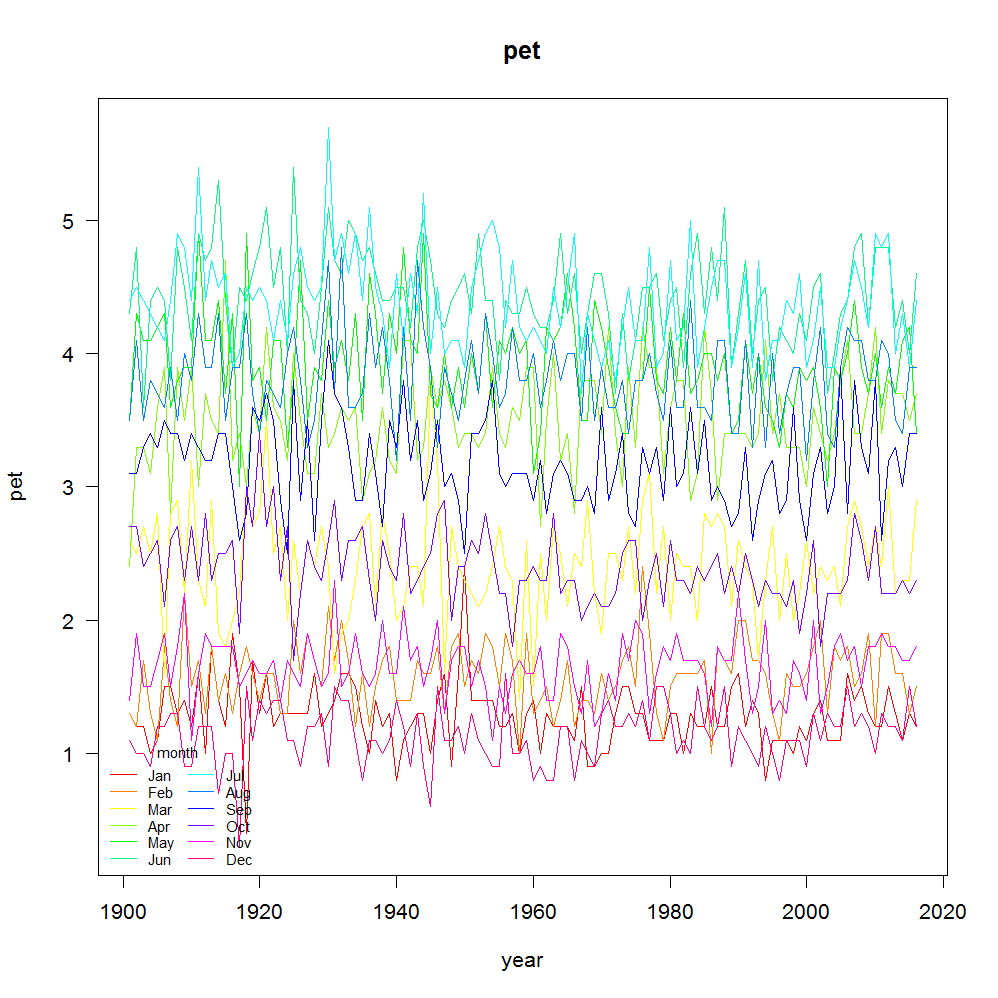 pet
pet
5
4
3
2
1
month
Jan Jul
Feb Aug
Mar Sep
Apr Oct
May Nov
Jun Dec
1900 1920 1940 1960 1980 2000 2020
year